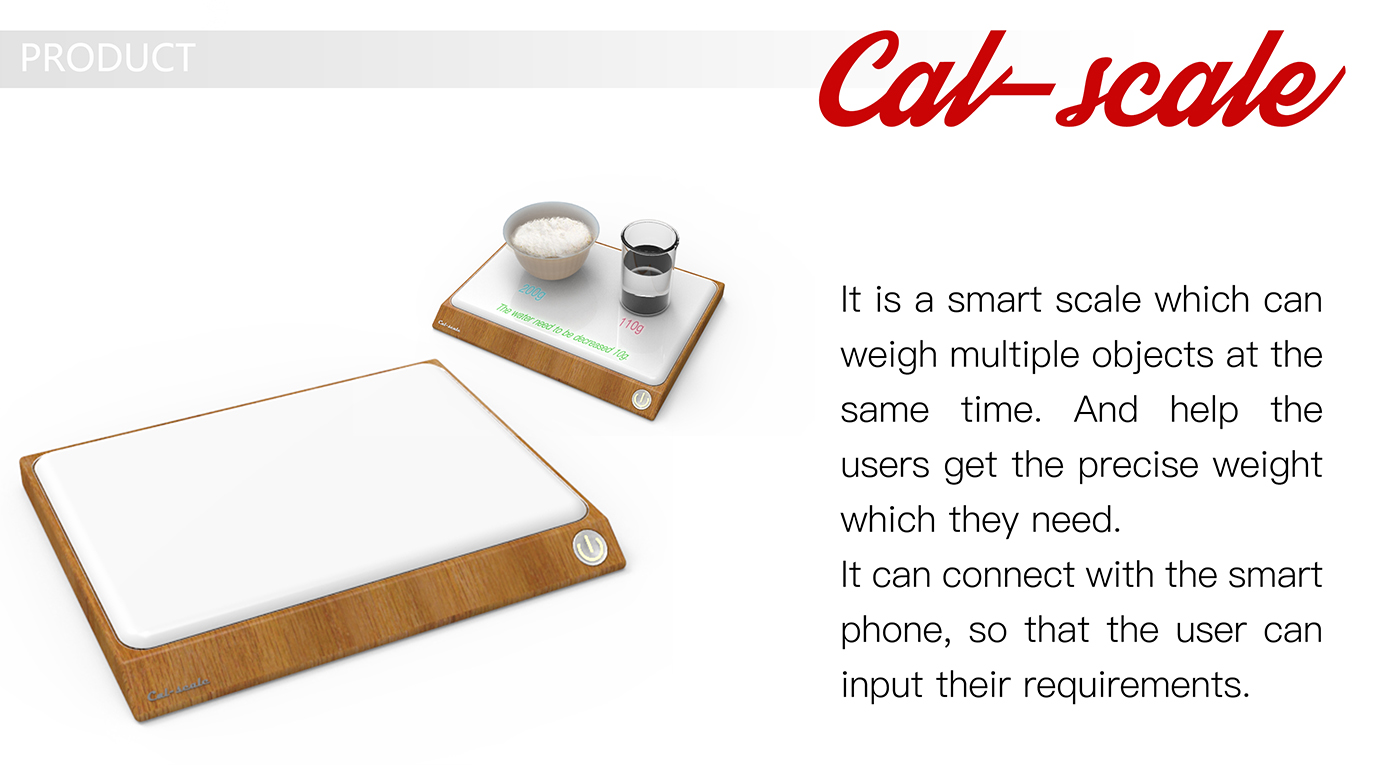 PRODUCT
Cal-scale
200g
110g
The water need to be decreased 10g.
Cal-scale
Cal-scale
It is a smart scale which can
weigh multiple objects at the
same time. And help the
users get the precise weight
which they need.
It can connect with the smart
phone, so that the user can
input their requirements.